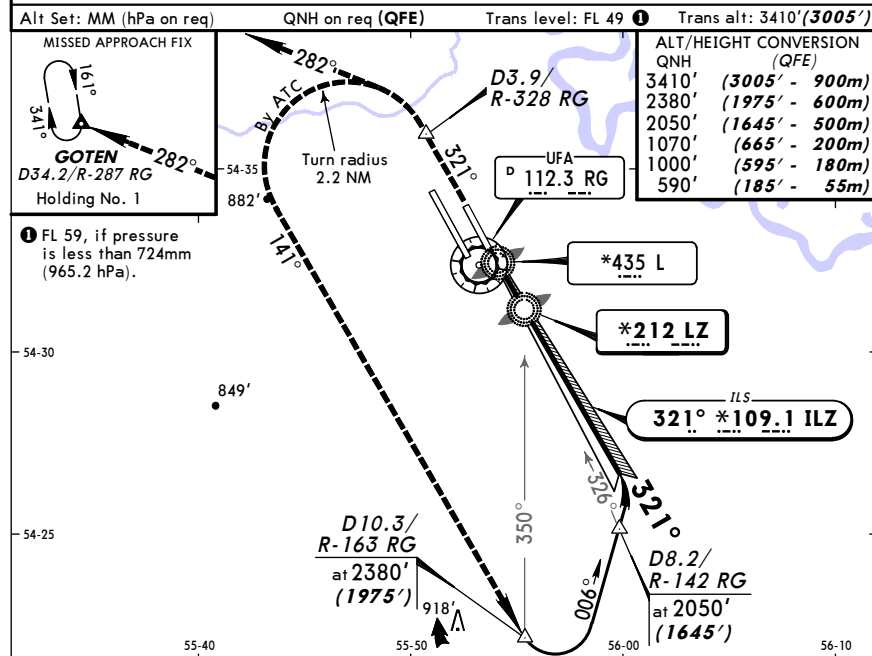 Alt Set: MM (hPa on req) QNH on req (QFE) Trans level: FL 49 ❶ Trans alt: 3410'(3005')
MISSED APPROACH FIX
161°
341°
GOTEN
D34.2/R-287 RG
Holding No. 1
282°
❶ FL 59, if pressure
is less than 724mm
(965.2 hPa).
282°
By ATC
Turn radius
2.2 NM
D3.9/
R-328 RG
321°
ALT/HEIGHT CONVERSION
QNH (QFE)
3410' (3005' - 900m)
2380' (1975' - 600m)
2050' (1645' - 500m)
1070' (665' - 200m)
1000' (595' - 180m)
590' (185' - 55m)
54-35
882'
141°
UFA
D 112.3 RG
*435 L
*212 LZ
54-30
849'
ILS
321° *109.1 ILZ
350°
326°
321°
54-25
D10.3/
R-163 RG
at 2380'
(1975')
918'
006°
D8.2/
R-142 RG
at 2050'
(1645')
55-40
55-50
56-00
56-10